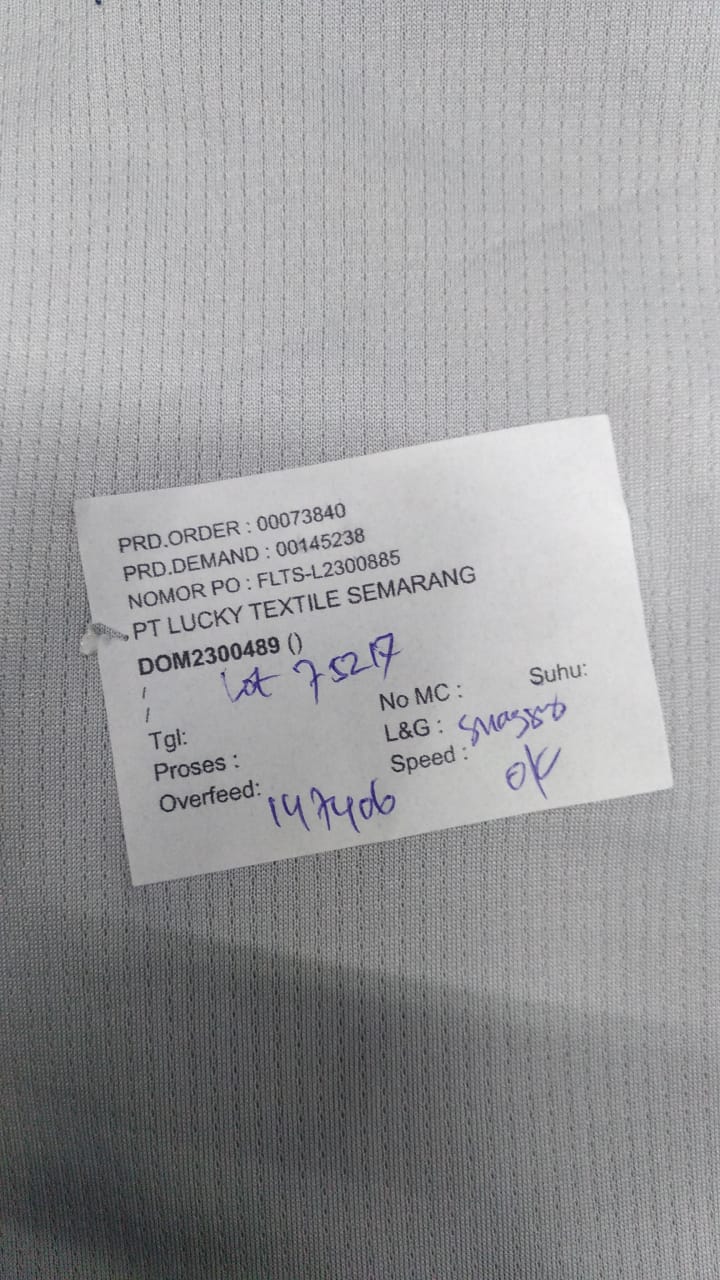 PRD.ORDER : 00073840
PRD.DEMAND : 00145238
NOMOR PO : FLTS-L2300885
PT LUCKY TEXTILE SEMARANG
DOM2300489 ()
/ Lot 75217
/
Tgl: No MC : Suhu:
Proses : L&G :
Overfeed: 147406 Speed : OK